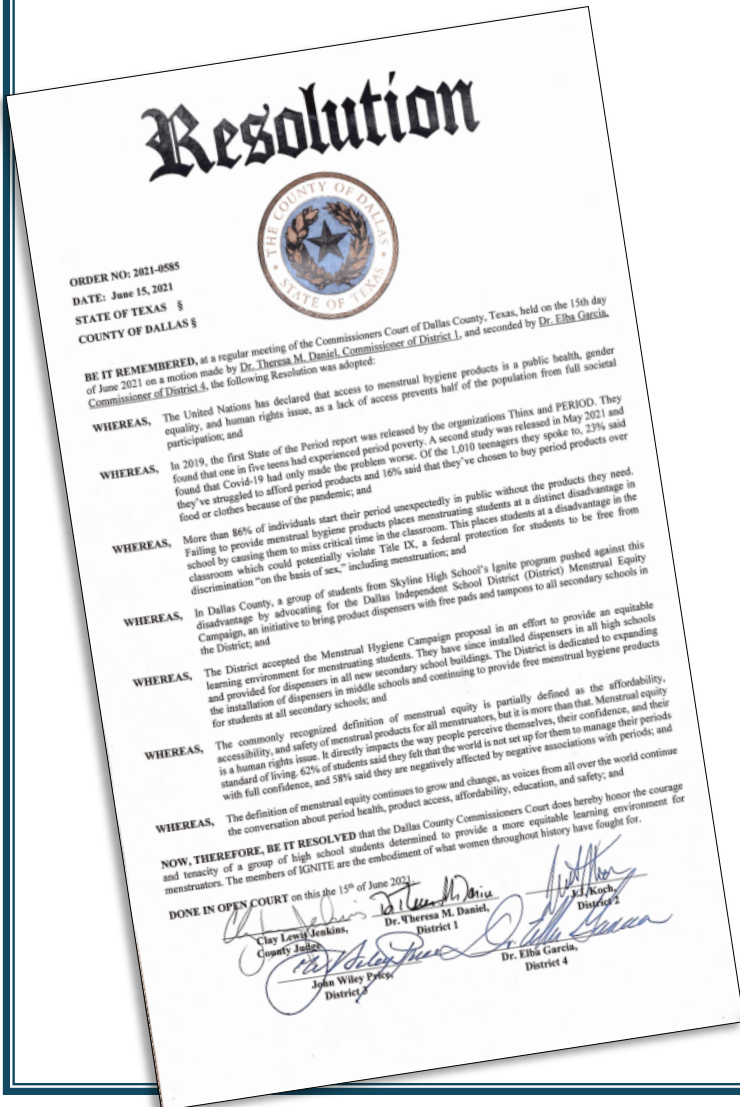 Resolution
THE COUNTY OF DALLAS
STATE OF TEXAS
ORDER NO: 2021-0585
DATE: June 15, 2021
STATE OF TEXAS §
COUNTY OF DALLAS §
BE IT REMEMBERED, at a regular meeting of the Commissioners Court of Dallas County, Texas, held on the 15th day
of June 2021 on a motion made by Dr. Theresa M. Daniel, Commissioner of District 1, and seconded by Dr. Elba Garcia,
Commissioner of District 4, the following Resolution was adopted:
WHEREAS, The United Nations has declared that access to menstrual hygiene products is a public health, gender
equality, and human rights issue, as a lack of access prevents half of the population from full societal
participation; and
WHEREAS, In 2019, the first State of the Period report was released by the organizations Thinx and PERIOD. They
found that one in five teens had experienced period poverty. A second study was released in May 2021 and
found that Covid-19 had only made the problem worse. Of the 1,010 teenagers they spoke to, 23% said
they've struggled to afford period products and 16% said that they've chosen to buy period products over
food or clothes because of the pandemic; and
WHEREAS, More than 86% of individuals start their period unexpectedly in public without the products they need.
Failing to provide menstrual hygiene products places menstruating students at a distinct disadvantage in
school by causing them to miss critical time in the classroom. This places students at a disadvantage in the
classroom which could potentially violate Title IX, a federal protection for students to be free from
discrimination "on the basis of sex," including menstruation; and
WHEREAS, In Dallas County, a group of students from Skyline High School's Ignite program pushed against this
disadvantage by advocating for the Dallas Independent School District (District) Menstrual Equity
Campaign, an initiative to bring product dispensers with free pads and tampons to all secondary schools in
the District; and
WHEREAS, The District accepted the Menstrual Hygiene Campaign proposal in an effort to provide an equitable
learning environment for menstruating students. They have since installed dispensers in all high schools
and provided for dispensers in all new secondary school buildings. The District is dedicated to expanding
the installation of dispensers in middle schools and continuing to provide free menstrual hygiene products
for students at all secondary schools; and
WHEREAS, The commonly recognized definition of menstrual equity is partially defined as the affordability,
accessibility, and safety of menstrual products for all menstruators, but it is more than that. Menstrual equity
is a human rights issue. It directly impacts the way people perceive themselves, their confidence, and their
standard of living. 62% of students said they felt that the world is not set up for them to manage their periods
with full confidence, and 58% said they are negatively affected by negative associations with periods; and
WHEREAS, The definition of menstrual equity continues to grow and change, as voices from all over the world continue
the conversation about period health, product access, affordability, education, and safety; and
NOW, THEREFORE, BE IT RESOLVED that the Dallas County Commissioners Court does hereby honor the courage
and tenacity of a group of high school students determined to provide a more equitable learning environment for
menstruators. The members of IGNITE are the embodiment of what women throughout history have fought for.
DONE IN OPEN COURT on this the 15th of June 2021.
Clay Lewis Jenkins,
County Judge
Dr. Theresa M. Daniel,
District 1
J.J. Koch,
District 2
John Wiley Price,
District 3
Dr. Elba Garcia,
District 4